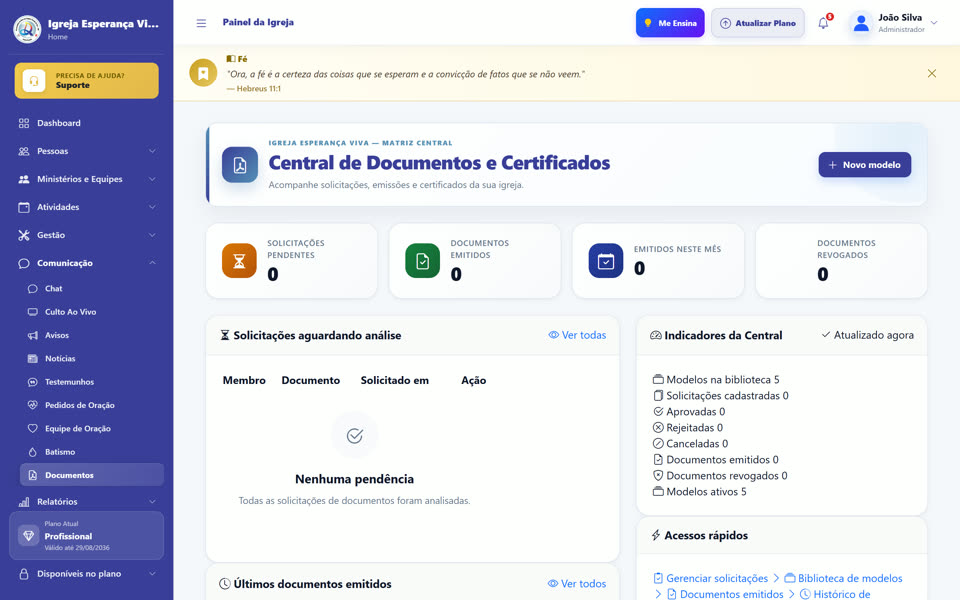 Igreja Esperança Vi...
Home
PRECISA DE AJUDA?
Suporte
Dashboard
Pessoas
Ministérios e Equipes
Atividades
Gestão
Comunicação
Chat
Culto Ao Vivo
Avisos
Notícias
Testemunhos
Pedidos de Oração
Equipe de Oração
Batismo
Documentos
Relatórios
Plano Atual
Profissional
Válido até 29/08/2036
Disponíveis no plano
Painel da Igreja
Me Ensina
Atualizar Plano
5
João Silva
Administrador
Fé
"Ora, a fé é a certeza das coisas que se esperam e a convicção de fatos que se não veem."
— Hebreus 11:1
IGREJA ESPERANÇA VIVA — MATRIZ CENTRAL
Central de Documentos e Certificados
Acompanhe solicitações, emissões e certificados da sua igreja.
+ Novo modelo
SOLICITAÇÕES
PENDENTES
0
DOCUMENTOS
EMITIDOS
0
EMITIDOS NESTE MÊS
0
DOCUMENTOS
REVOGADOS
0
Solicitações aguardando análise
Ver todas
Membro Documento Solicitado em Ação
Nenhuma pendência
Todas as solicitações de documentos foram analisadas.
Últimos documentos emitidos
Ver todos
Indicadores da Central
Atualizado agora
Modelos na biblioteca 5
Solicitações cadastradas 0
Aprovadas 0
Rejeitadas 0
Canceladas 0
Documentos emitidos 0
Documentos revogados 0
Modelos ativos 5
Acessos rápidos
Gerenciar solicitações > Biblioteca de modelos
> Documentos emitidos > Histórico de